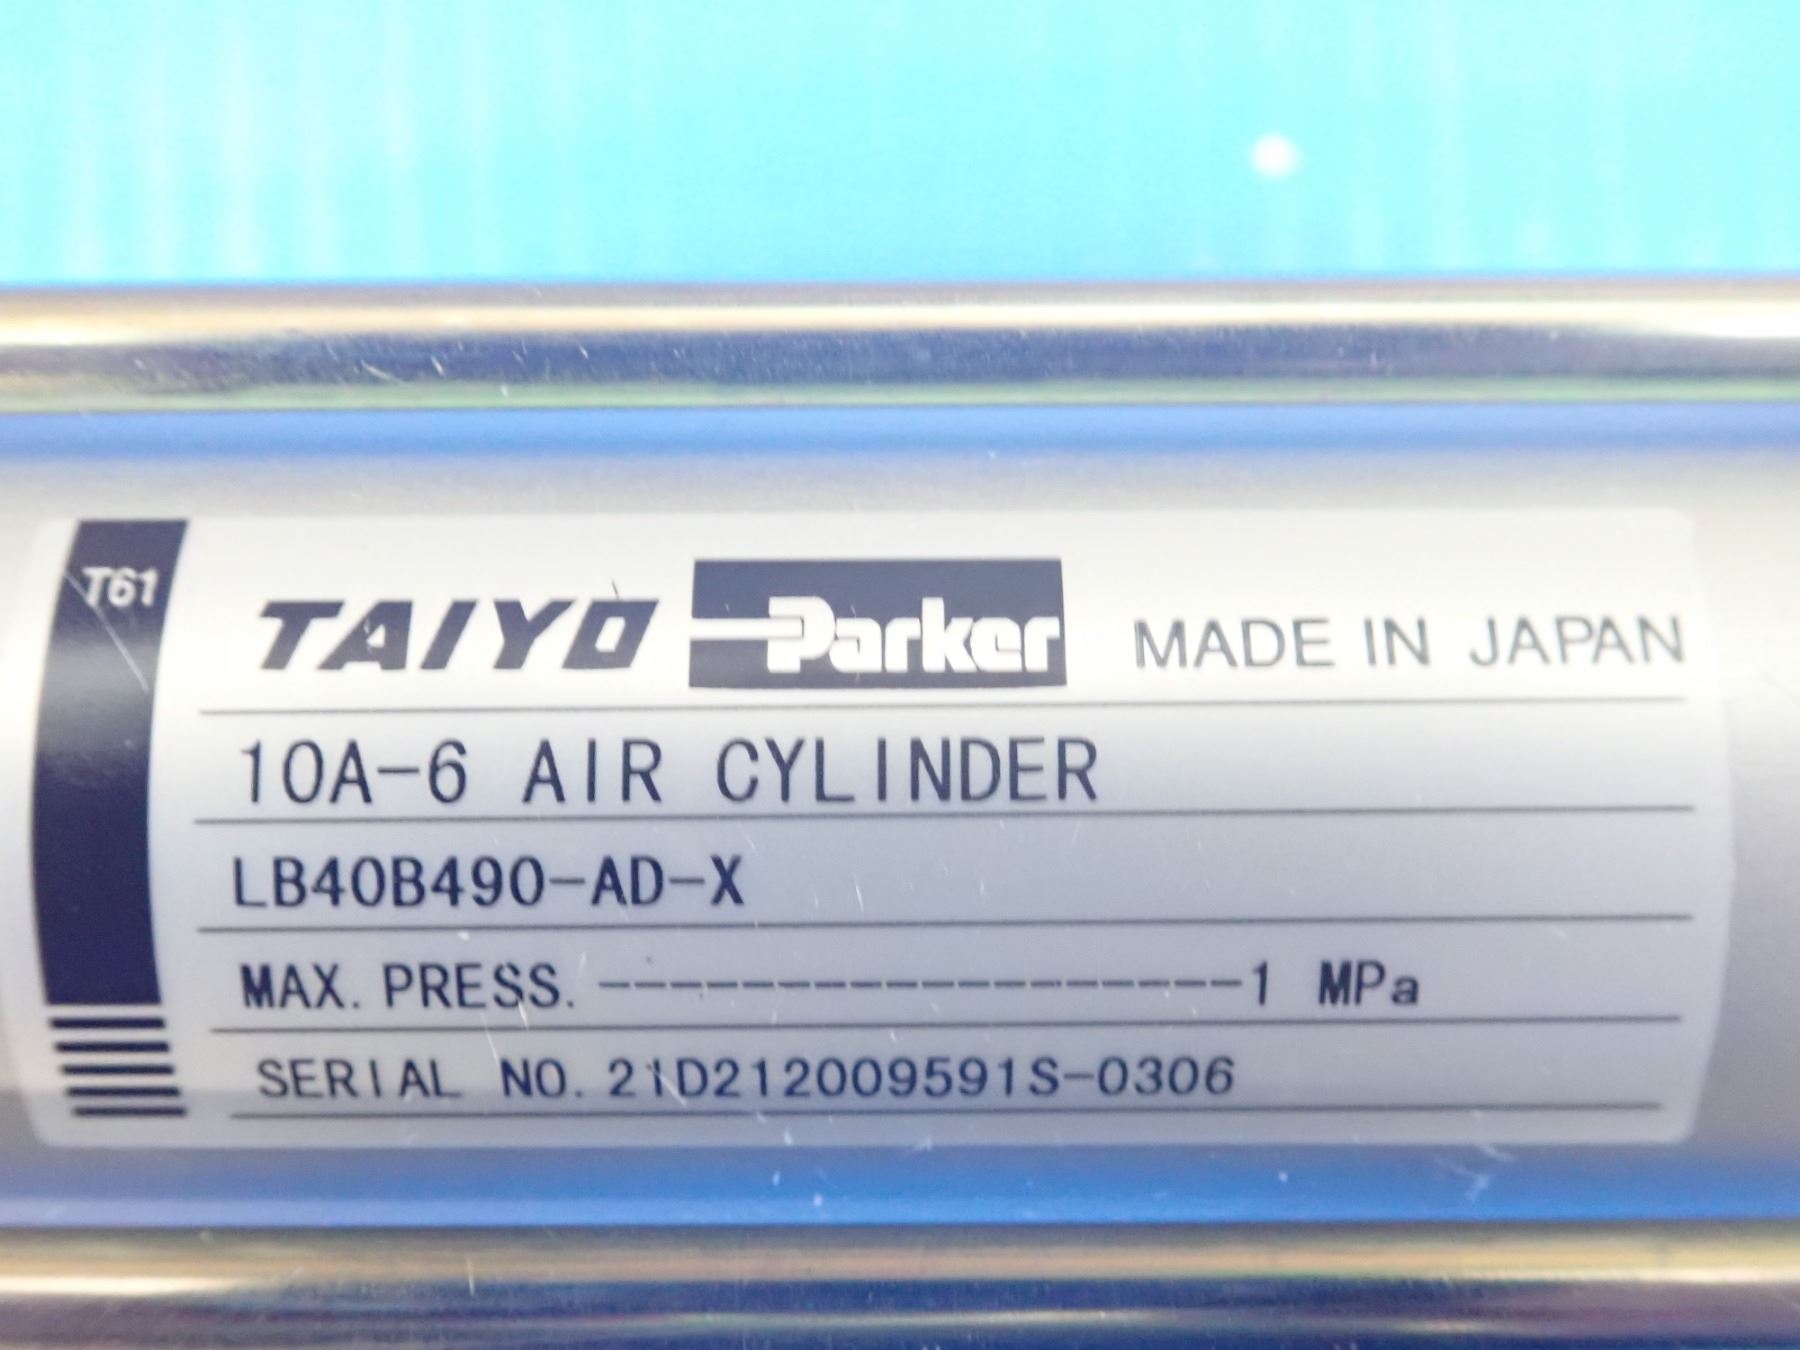 T61
TAIYO Parker MADE IN JAPAN
10A-6 AIR CYLINDER
LB40B490-AD-X
MAX. PRESS. --------------------1 MPa
SERIAL NO. 21D212009591S-0306